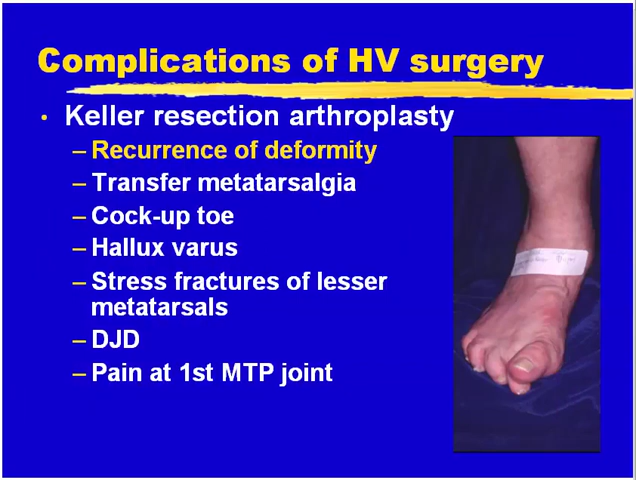 Complications of HV surgery
• Keller resection arthroplasty
– Recurrence of deformity
– Transfer metatarsalgia
– Cock-up toe
– Hallux varus
– Stress fractures of lesser
metatarsals
– DJD
– Pain at 1st MTP joint